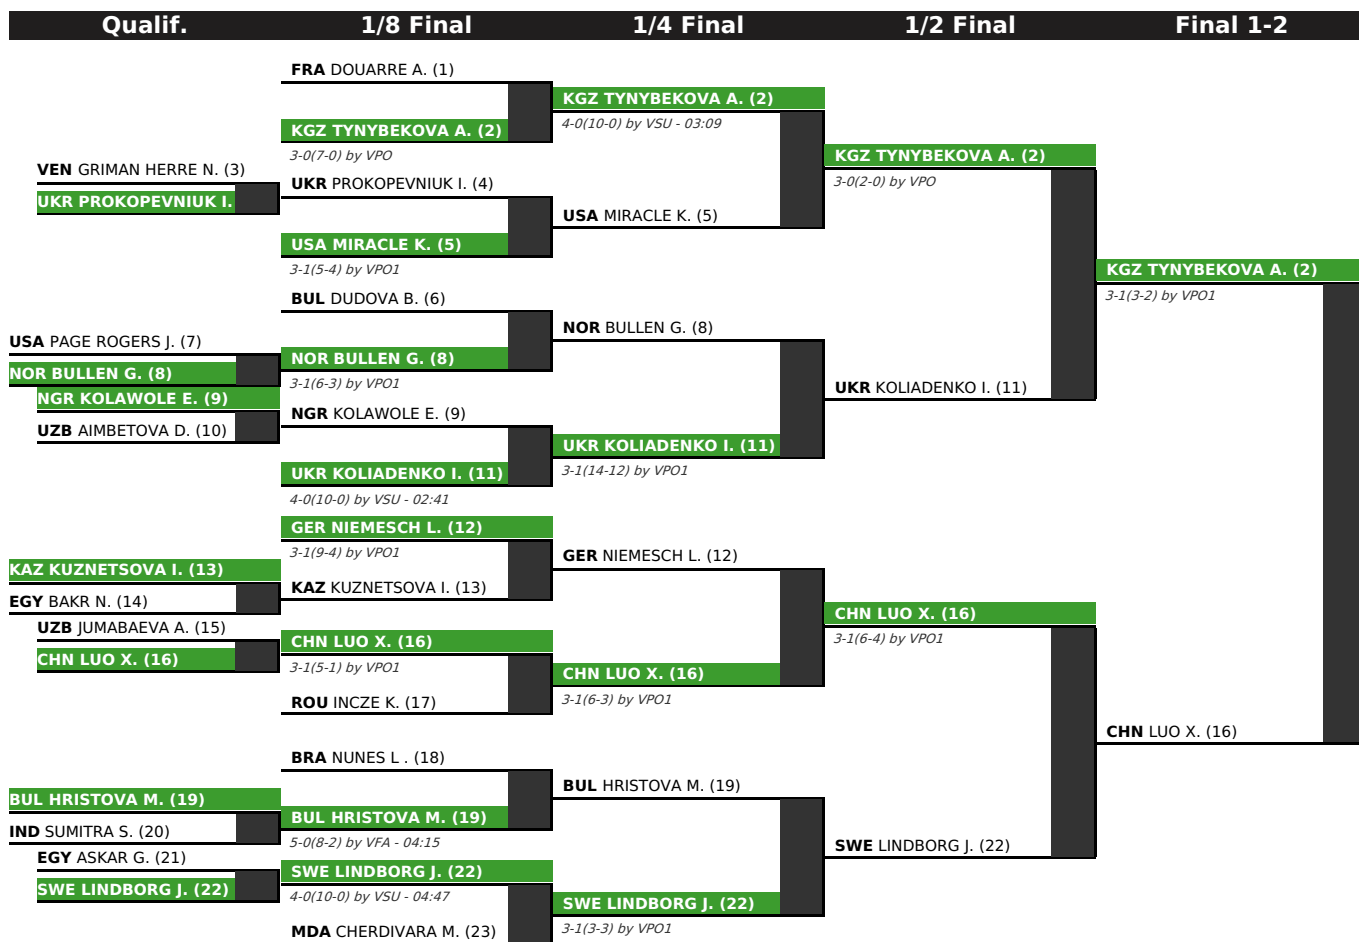 Qualif.
1/8 Final
1/4 Final
1/2 Final
Final 1-2
VEN GRIMAN HERRE N. (3)
UKR PROKOPEVNIUK I.
USA PAGE ROGERS J. (7)
NOR BULLEN G. (8)
NGR KOLAWOLE E. (9)
UZB AIMBETOVA D. (10)
KAZ KUZNETSOVA I. (13)
EGY BAKR N. (14)
UZB JUMABAEVA A. (15)
CHN LUO X. (16)
BUL HRISTOVA M. (19)
IND SUMITRA S. (20)
EGY ASKAR G. (21)
SWE LINDBORG J. (22)
FRA DOUARRE A. (1)
KGZ TYNYBEKOVA A. (2)
3-0(7-0) by VPO
UKR PROKOPEVNIUK I. (4)
USA MIRACLE K. (5)
3-1(5-4) by VPO1
BUL DUDOVA B. (6)
NOR BULLEN G. (8)
3-1(6-3) by VPO1
NGR KOLAWOLE E. (9)
UKR KOLIADENKO I. (11)
4-0(10-0) by VSU - 02:41
GER NIEMESCH L. (12)
3-1(9-4) by VPO1
KAZ KUZNETSOVA I. (13)
CHN LUO X. (16)
3-1(5-1) by VPO1
ROU INCZE K. (17)
BRA NUNES L . (18)
BUL HRISTOVA M. (19)
5-0(8-2) by VFA - 04:15
SWE LINDBORG J. (22)
4-0(10-0) by VSU - 04:47
MDA CHERDIVARA M. (23)
KGZ TYNYBEKOVA A. (2)
4-0(10-0) by VSU - 03:09
USA MIRACLE K. (5)
NOR BULLEN G. (8)
UKR KOLIADENKO I. (11)
3-1(14-12) by VPO1
GER NIEMESCH L. (12)
CHN LUO X. (16)
3-1(6-3) by VPO1
BUL HRISTOVA M. (19)
SWE LINDBORG J. (22)
3-1(3-3) by VPO1
KGZ TYNYBEKOVA A. (2)
3-0(2-0) by VPO
UKR KOLIADENKO I. (11)
CHN LUO X. (16)
3-1(6-4) by VPO1
SWE LINDBORG J. (22)
KGZ TYNYBEKOVA A. (2)
3-1(3-2) by VPO1
CHN LUO X. (16)